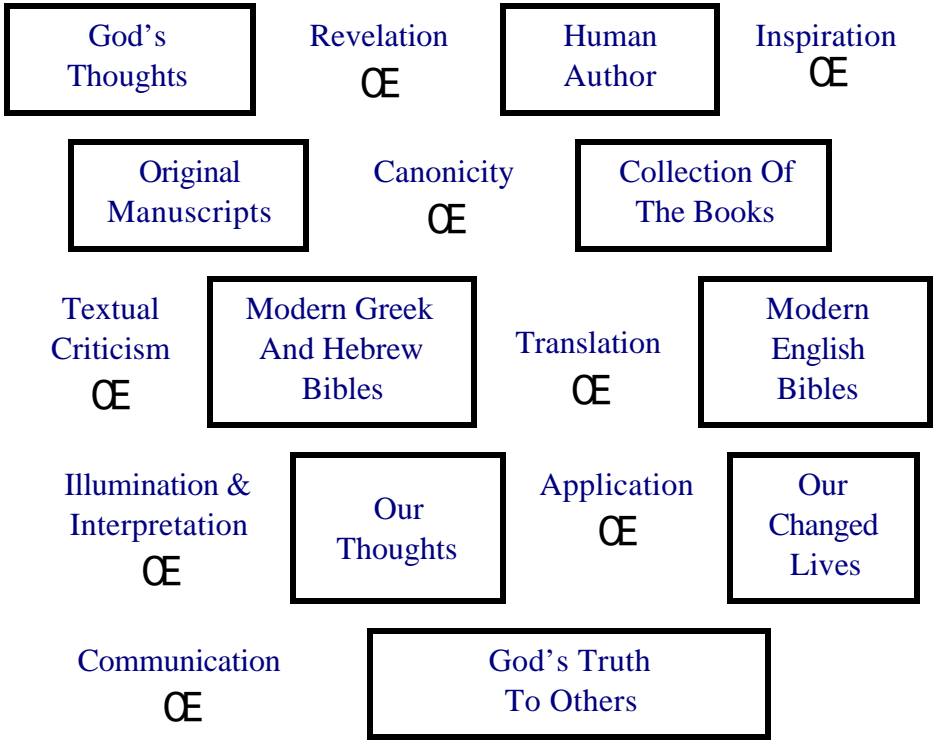 God’s
Thoughts
Revelation
Œ
Human
Author
Inspiration
Œ
Original
Manuscripts
Canonicity
Œ
Collection Of
The Books
Textual
Criticism
Œ
Modern Greek
And Hebrew
Bibles
Translation
Œ
Modern
English
Bibles
Illumination &
Interpretation
Œ
Our
Thoughts
Application
Œ
Our
Changed
Lives
Communication
Œ
God’s Truth
To Others